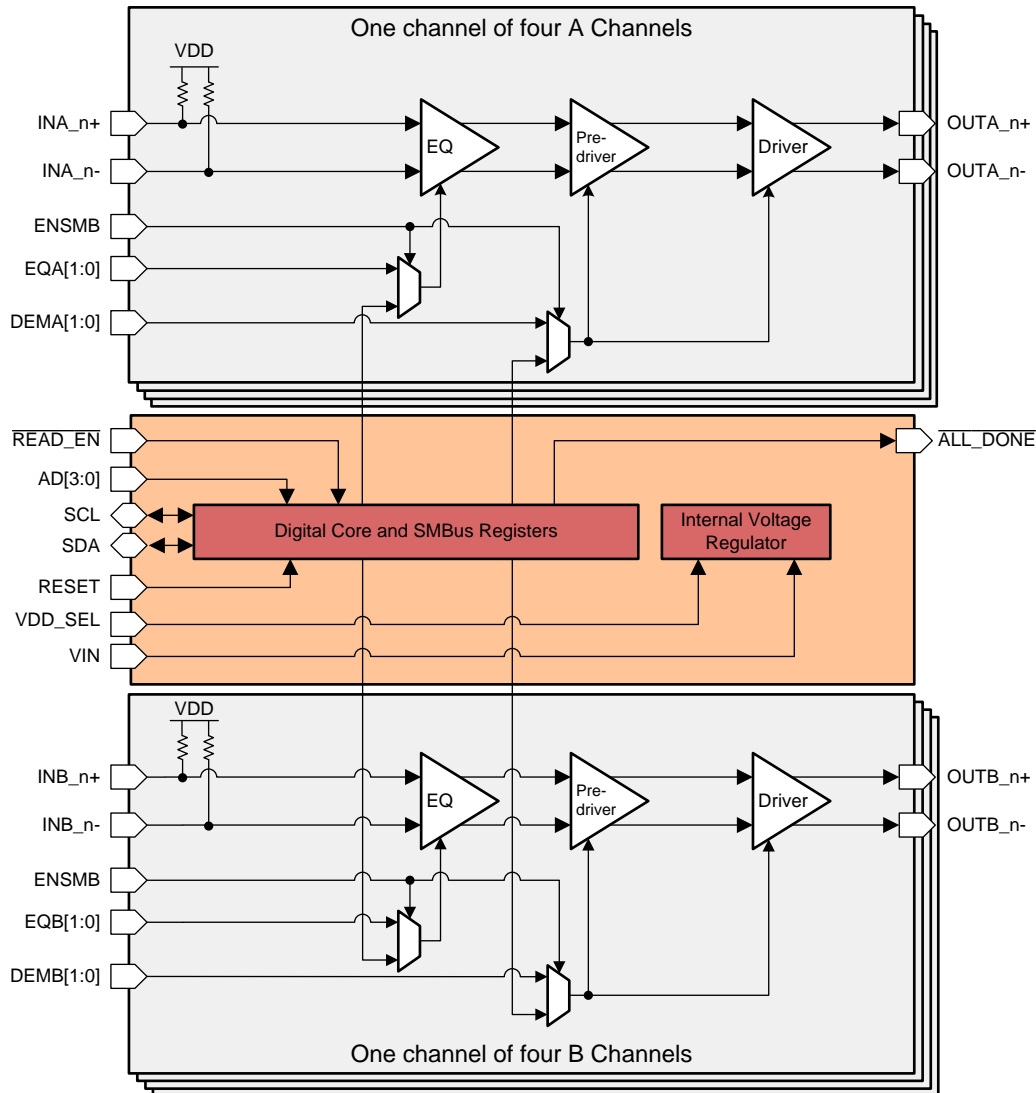 One channel of four A Channels
VDD
INA_n+
OUTA_n+
EQ
Pre-
driver
Driver
INA_n-
OUTA_n-
ENSMB
EQA[1:0]
DEMA[1:0]
READ_EN
ALL_DONE
AD[3:0]
SCL
Digital Core and SMBus Registers
Internal Voltage
Regulator
SDA
RESET
VDD_SEL
VIN
VDD
INB_n+
OUTB_n+
EQ
Pre-
driver
Driver
INB_n-
OUTB_n-
ENSMB
EQB[1:0]
DEMB[1:0]
One channel of four B Channels